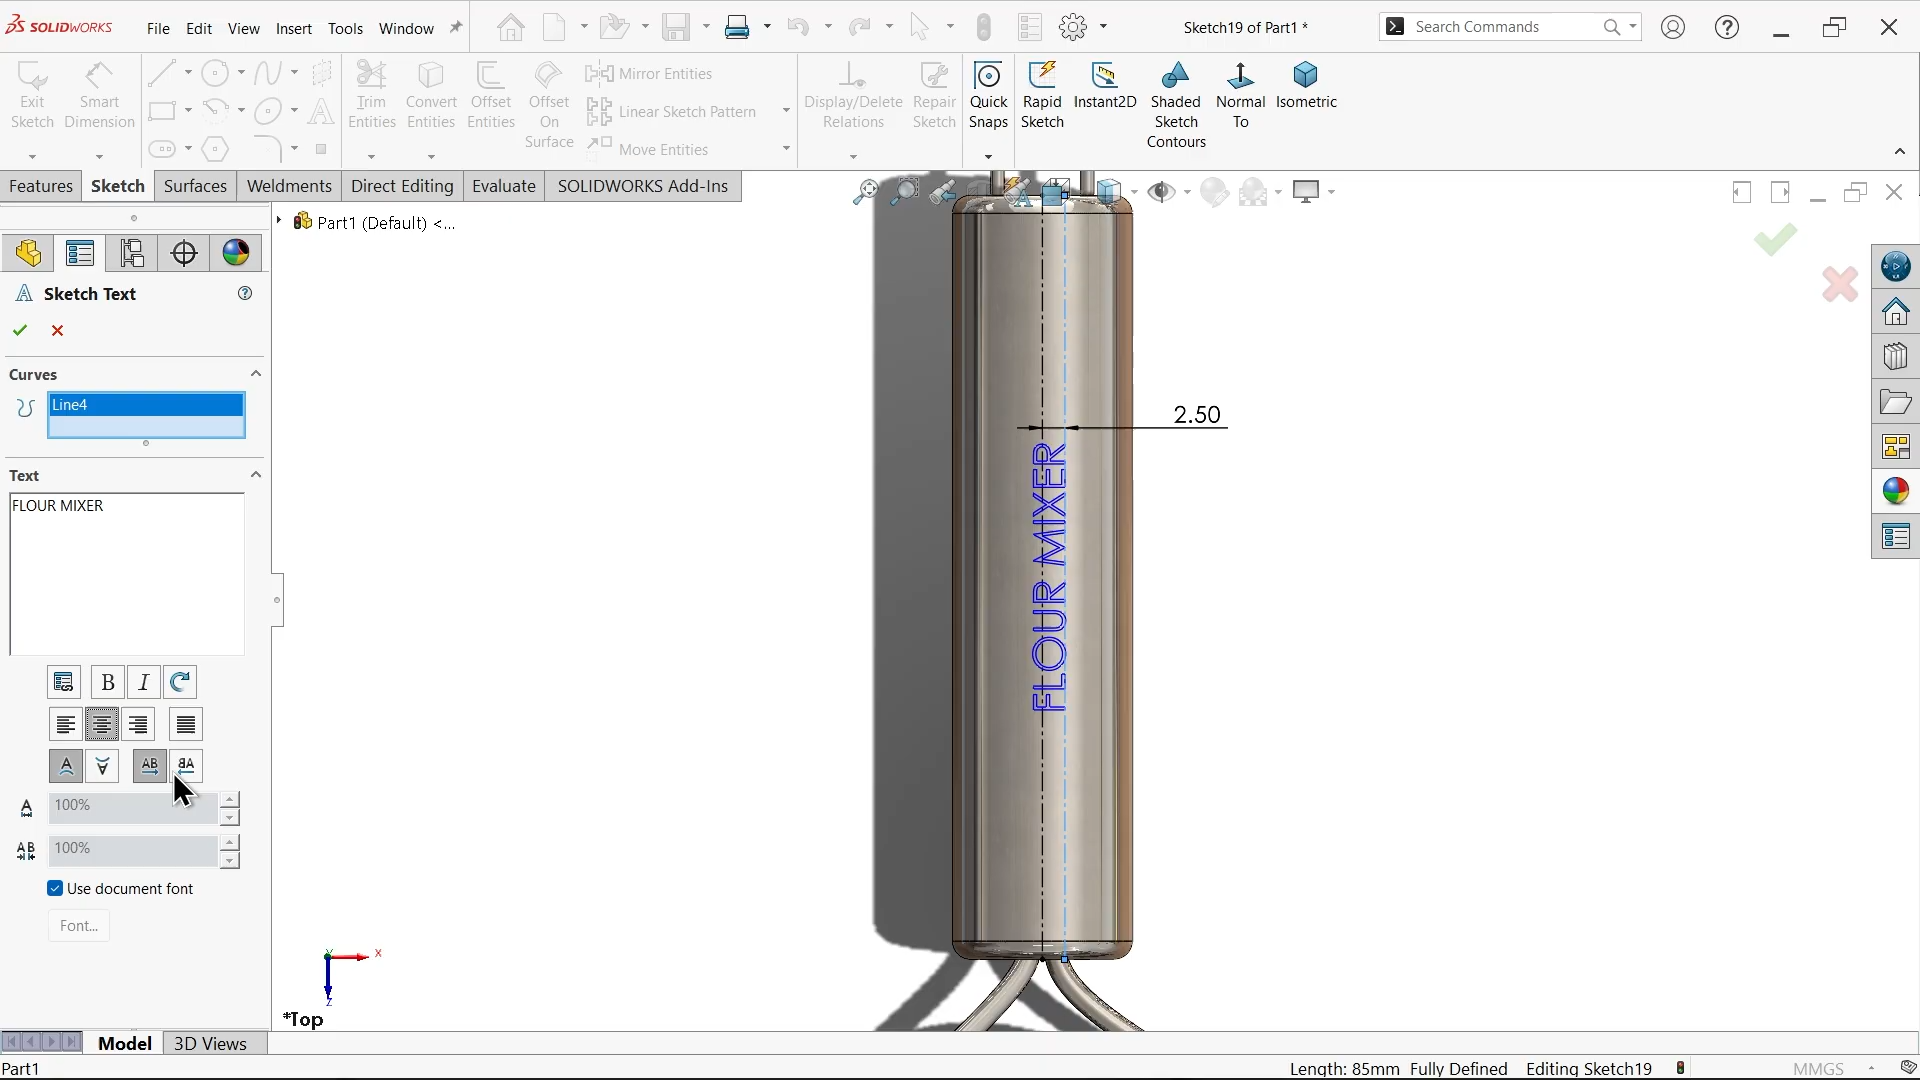 SOLIDWORKS
File Edit View Insert Tools Window
Sketch19 of Part1 *
Search Commands
Exit Sketch
Smart Dimension
Trim Entities
Convert Entities
Offset Entities
Offset On Surface
Mirror Entities
Linear Sketch Pattern
Move Entities
Display/Delete Relations
Repair Sketch
Quick Snaps
Rapid Sketch
Instant2D
Shaded Sketch Contours
Normal To
Isometric
Features Sketch Surfaces Weldments Direct Editing Evaluate SOLIDWORKS Add-Ins
Part1 (Default) <...
Sketch Text
Curves
Line4
Text
FLOUR MIXER
B I
A A AB AB
100%
100%
Use document font
Font...
2.50
FLOUR MIXER
Y X Z
*Top
Model 3D Views
Part1
Length: 85mm Fully Defined Editing Sketch19 MMGS